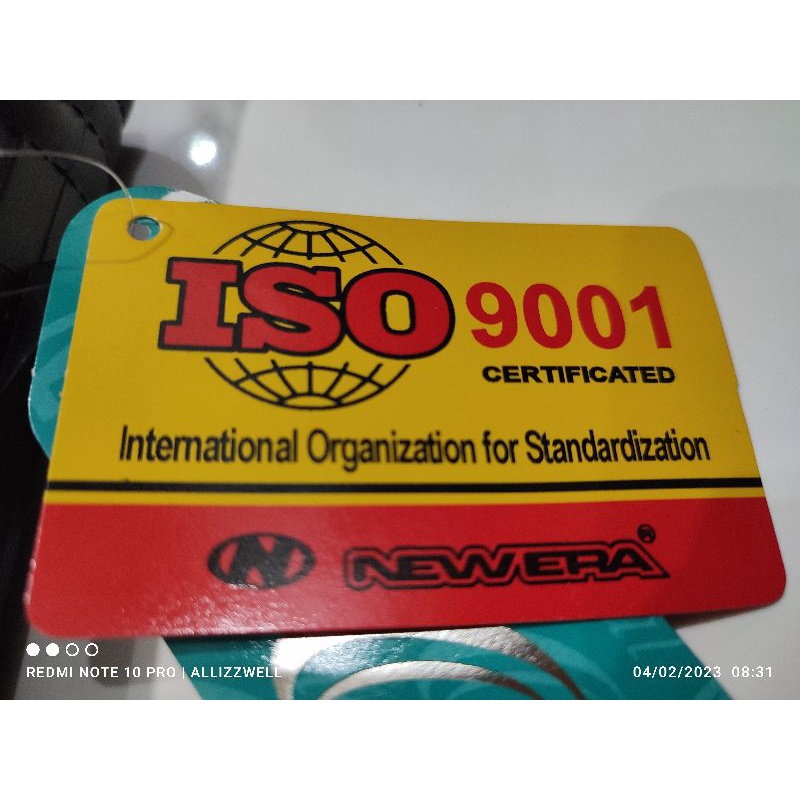 ISO 9001
CERTIFICATED
International Organization for Standardization
N NEW ERA ®
REDMI NOTE 10 PRO | ALLIZZWELL
04/02/2023 08:31